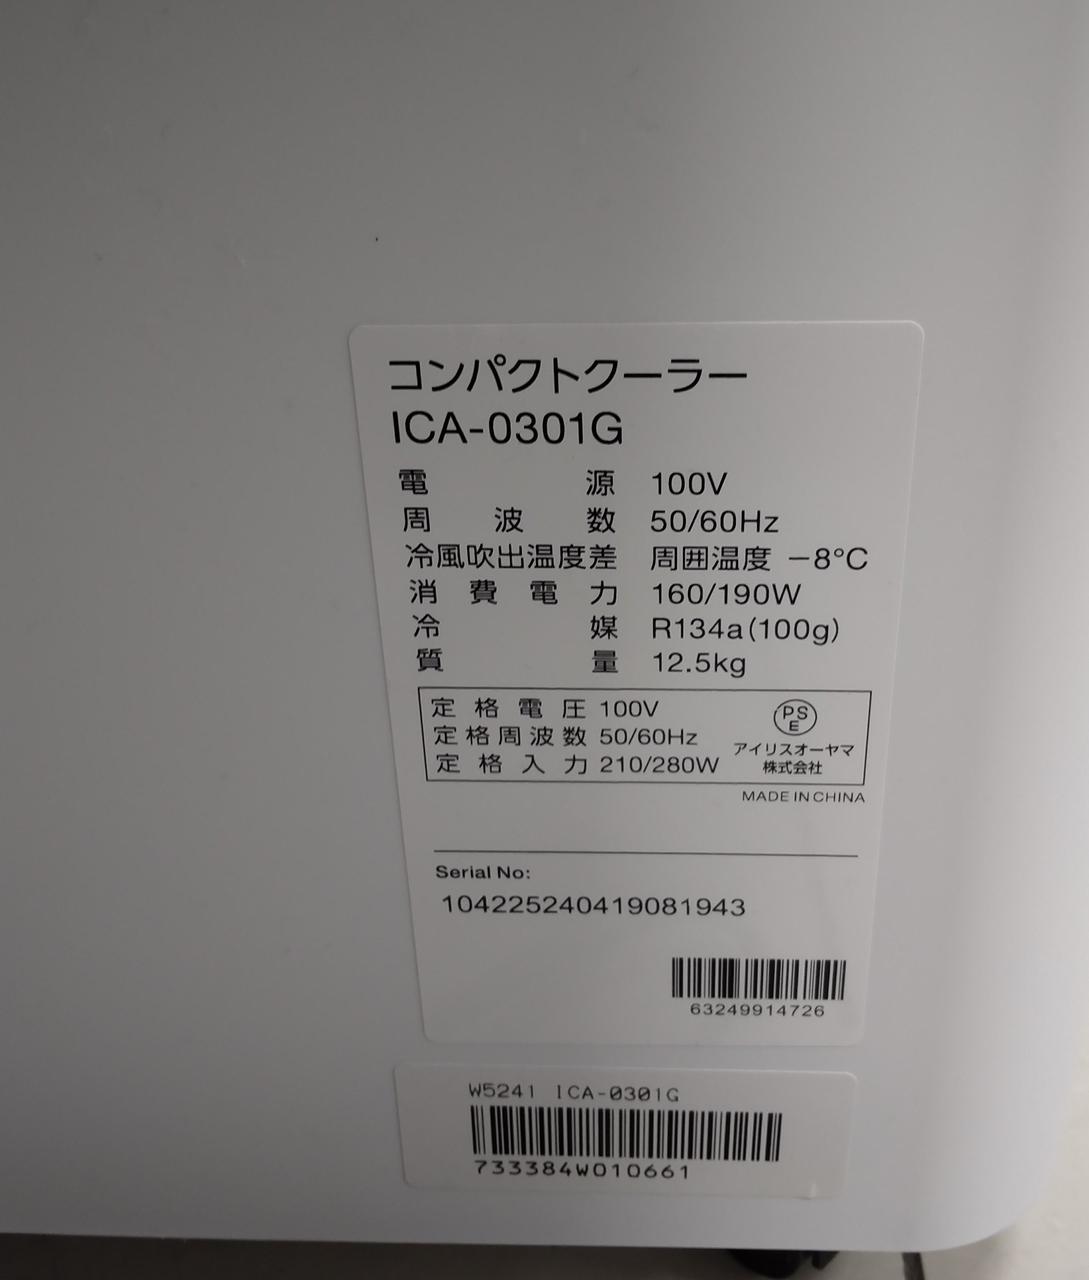 コンパクトクーラー
ICA-0301G
電源 100V
周波数 50/60Hz
冷風吹出温度差 周囲温度 −8°C
消費電力 160/190W
冷媒 R134a(100g)
質量 12.5kg
定格電圧 100V
定格周波数 50/60Hz
定格入力 210/280W
PSE
アイリスオーヤマ
株式会社
MADE IN CHINA
Serial No:
104225240419081943
63249914726
W5241 ICA-0301G
733384W010661